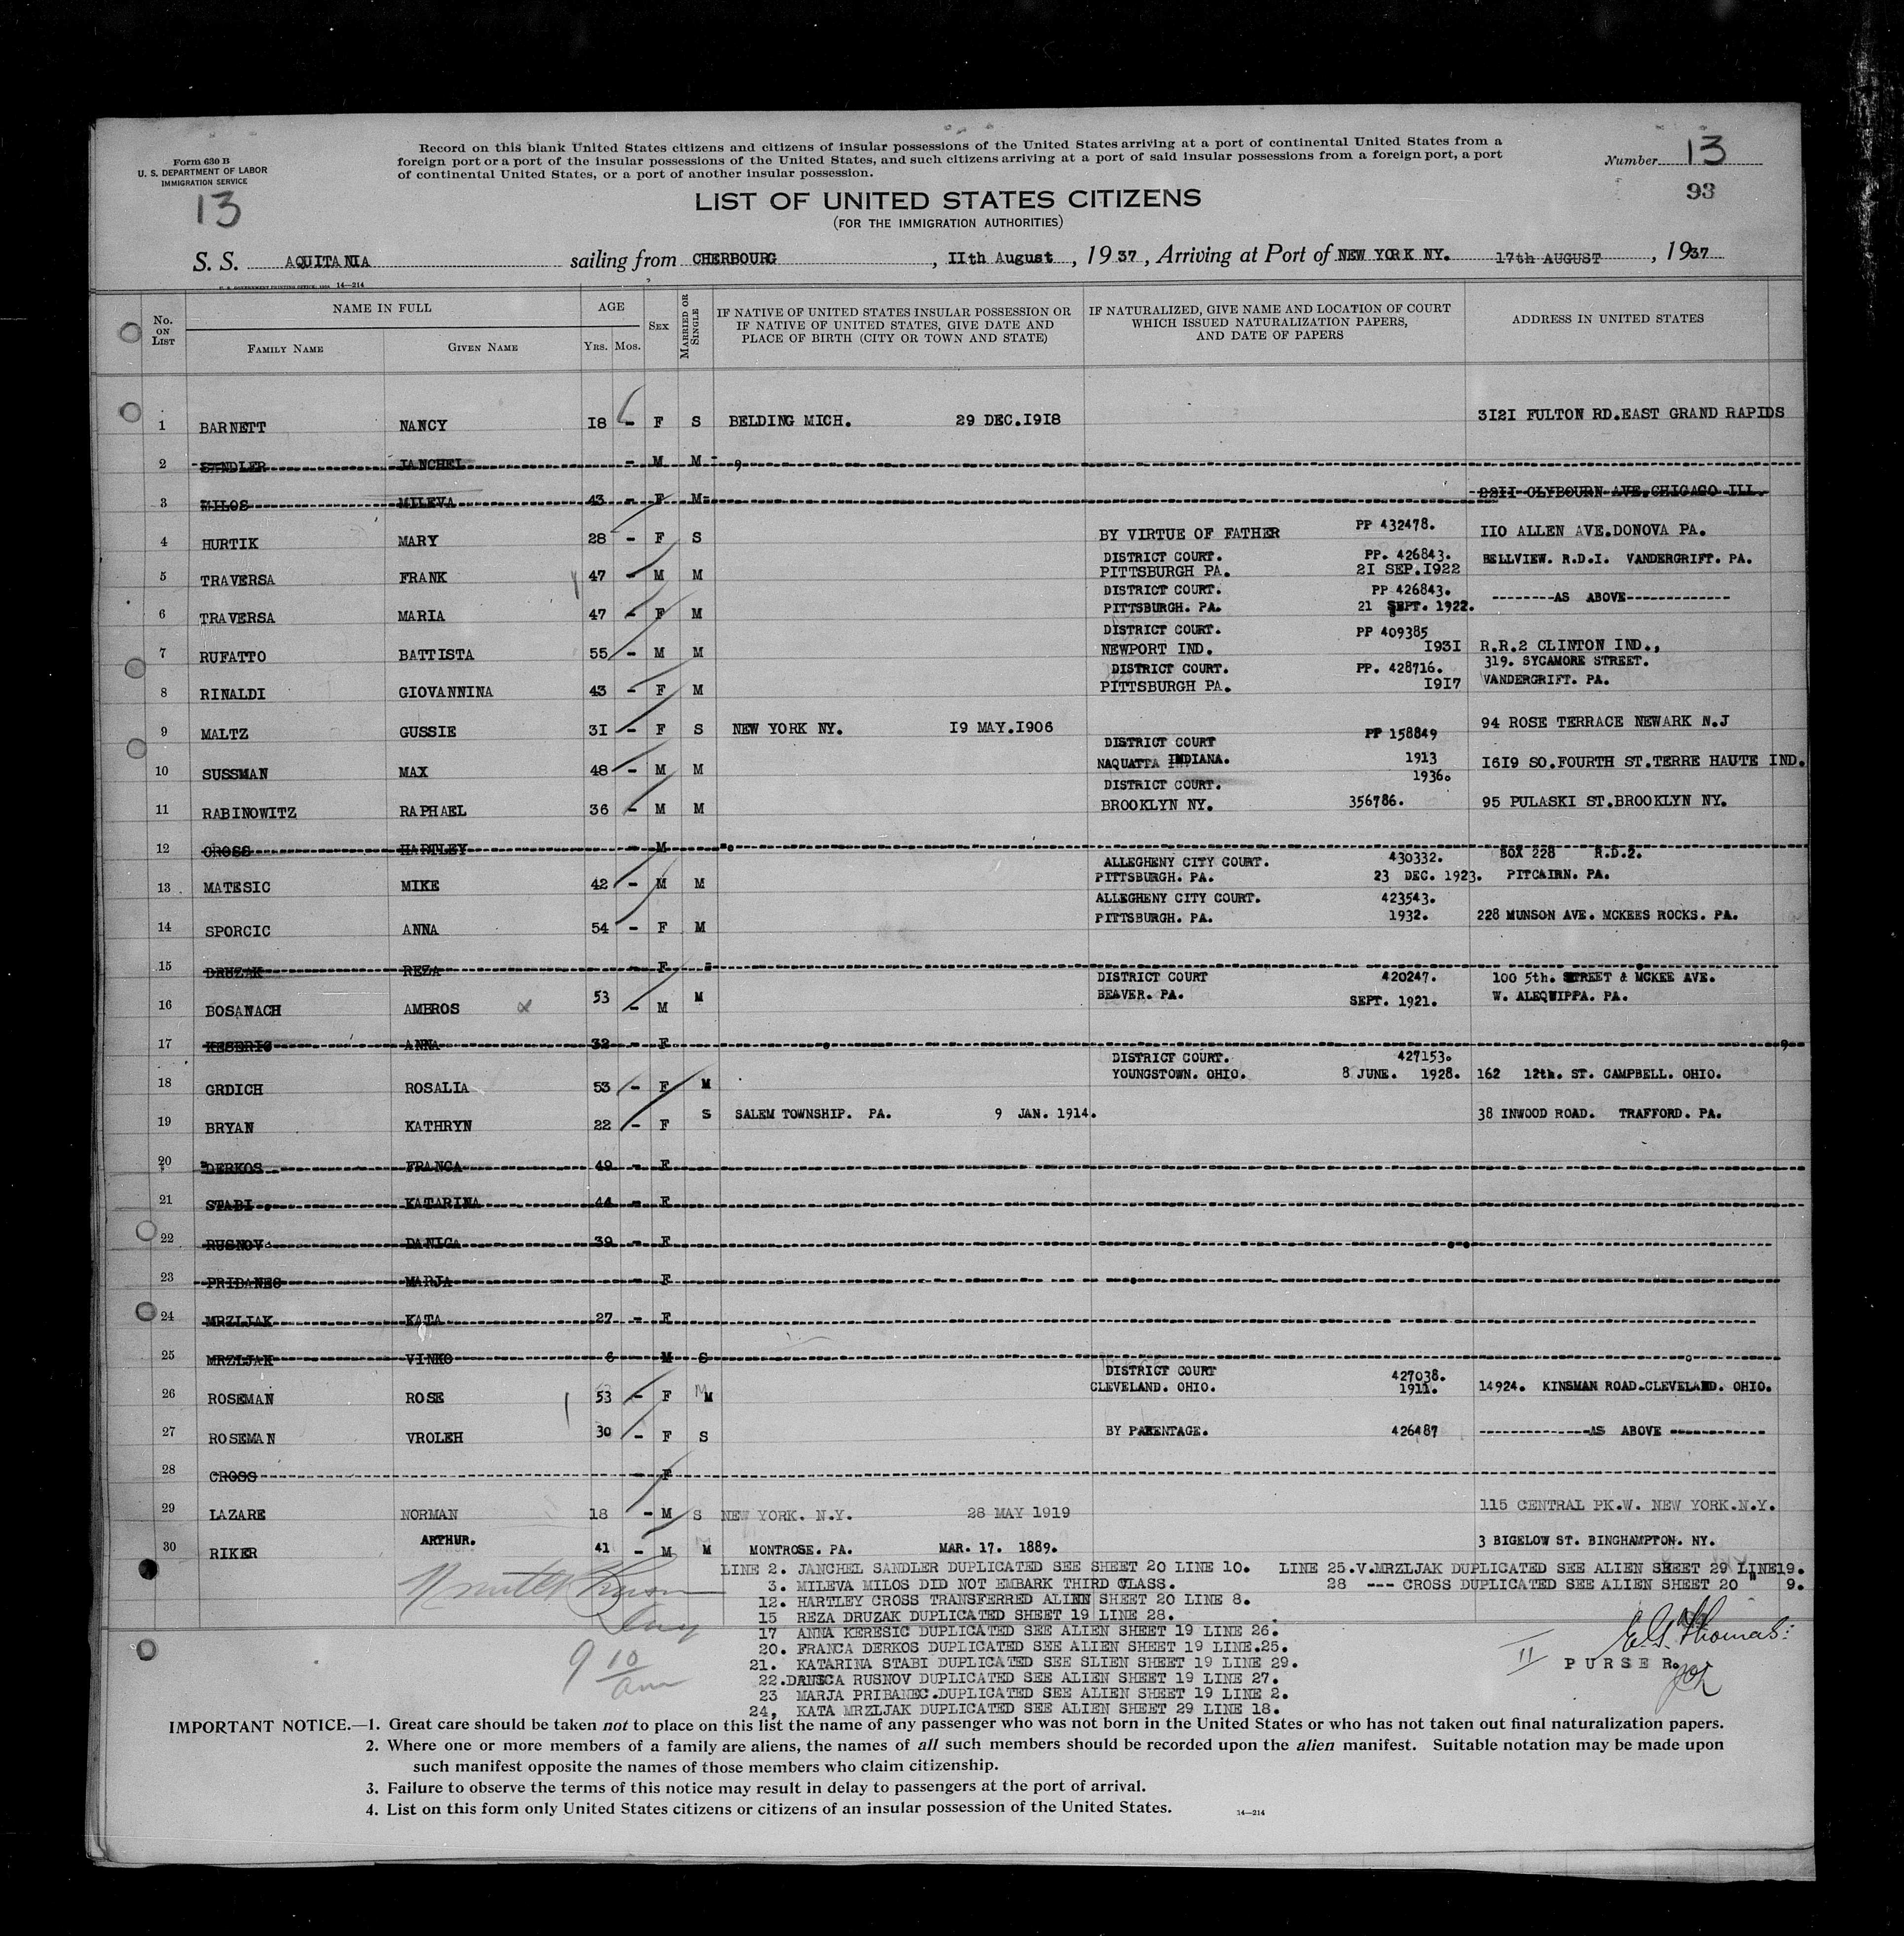 Form 630 B
U. S. DEPARTMENT OF LABOR
IMMIGRATION SERVICE
13
Record on this blank United States citizens and citizens of insular possessions of the United States arriving at a port of continental United States from a
foreign port or a port of the insular possessions of the United States, and such citizens arriving at a port of said insular possessions from a foreign port, a port
of continental United States, or a port of another insular possession.
Number 13
93
LIST OF UNITED STATES CITIZENS
(FOR THE IMMIGRATION AUTHORITIES)
S. S. AQUITANIA sailing from CHERBOURG, 11th August, 1937, Arriving at Port of NEW YORK NY. 17th AUGUST, 1937
14—214
No. ON LIST
NAME IN FULL
FAMILY NAME
GIVEN NAME
AGE
YRS. MOS.
SEX
MARRIED OR SINGLE
IF NATIVE OF UNITED STATES INSULAR POSSESSION OR
IF NATIVE OF UNITED STATES, GIVE DATE AND
PLACE OF BIRTH (CITY OR TOWN AND STATE)
IF NATURALIZED, GIVE NAME AND LOCATION OF COURT
WHICH ISSUED NATURALIZATION PAPERS,
AND DATE OF PAPERS
ADDRESS IN UNITED STATES
1 BARNETT NANCY 18 - F S BELDING MICH. 29 DEC.1918 3121 FULTON RD.EAST GRAND RAPIDS
2 SANDLER JANCHEL - M M
3 MILOS MILEVA 43 - F M 2211 CLYBOURN AVE.CHICAGO ILL.
4 HURTIK MARY 28 - F S BY VIRTUE OF FATHER PP 432478. 110 ALLEN AVE.DONOVA PA.
DISTRICT COURT. PP. 426843. BELLVIEW. R.D.I. VANDERGRIFT. PA.
5 TRAVERSA FRANK 47 - M M PITTSBURGH PA. 21 SEP.1922
DISTRICT COURT. PP 426843. --------AS ABOVE-------------
6 TRAVERSA MARIA 47 - F M PITTSBURGH. PA. 21 SEPT. 1922.
DISTRICT COURT. PP 409385
7 RUFATTO BATTISTA 55 - M M NEWPORT IND. 1931 R.R.2 CLINTON IND.,
DISTRICT COURT. PP. 428716. 319. SYCAMORE STREET.
8 RINALDI GIOVANNINA 43 - F M PITTSBURGH PA. 1917 VANDERGRIFT. PA.
9 MALTZ GUSSIE 31 - F S NEW YORK NY. 19 MAY.1906 94 ROSE TERRACE NEWARK N.J
DISTRICT COURT PP 158849
10 SUSSMAN MAX 48 - M M NAQUATTA INDIANA. 1913 1619 SO.FOURTH ST.TERRE HAUTE IND.
DISTRICT COURT. 1936.
11 RABINOWITZ RAPHAEL 36 - M M BROOKLYN NY. 356786. 95 PULASKI ST.BROOKLYN NY.
12 CROSS HARTLEY - M
ALLEGHENY CITY COURT. 430332. BOX 228 R.D.2.
13 MATESIC MIKE 42 - M M PITTSBURGH. PA. 23 DEC. 1923. PITCAIRN. PA.
ALLEGHENY CITY COURT. 423543.
14 SPORCIC ANNA 54 - F M PITTSBURGH. PA. 1932. 228 MUNSON AVE. MCKEES ROCKS. PA.
15 DRUZAK REZA - F
DISTRICT COURT 420247. 100 5th. STREET & MCKEE AVE.
16 BOSANACH AMBROS 53 - M M BEAVER. PA. SEPT. 1921. W. ALEQWIPPA. PA.
17 KESERIC ANNA 32 - F
DISTRICT COURT. 427153.
18 GRDICH ROSALIA 53 - F M YOUNGSTOWN. OHIO. 8 JUNE. 1928. 162 12th. ST. CAMPBELL. OHIO.
19 BRYAN KATHRYN 22 - F S SALEM TOWNSHIP. PA. 9 JAN. 1914. 38 INWOOD ROAD. TRAFFORD. PA.
20 DERKOS FRANCA 49 - F
21 STABI KATARINA 44 - F
22 RUSNOV DANICA 39 - F
23 PRIBANEC MARJA - F
24 MRZLJAK KATA 27 - F
25 MRZLJAK VINKO 6 M S
DISTRICT COURT 427038.
26 ROSEMAN ROSE 53 - F M CLEVELAND. OHIO. 1911. 14924. KINSMAN ROAD.CLEVELAND. OHIO.
27 ROSEMAN VROLEH 30 - F S BY PARENTAGE. 426487 --------------AS ABOVE ------------
28 CROSS - F
29 LAZARE NORMAN 18 - M S NEW YORK. N.Y. 28 MAY 1919 115 CENTRAL PK.W. NEW YORK.N.Y.
30 RIKER ARTHUR. 41 - M M MONTROSE. PA. MAR. 17. 1889. 3 BIGELOW ST. BINGHAMPTON. NY.
LINE 2. JANCHEL SANDLER DUPLICATED SEE SHEET 20 LINE 10. LINE 25.V.MRZLJAK DUPLICATED SEE ALIEN SHEET 29 LINE19.
3. MILEVA MILOS DID NOT EMBARK THIRD CLASS. 28 --- CROSS DUPLICATED SEE ALIEN SHEET 20 " 9.
12. HARTLEY CROSS TRANSFERRED ALIEN SHEET 20 LINE 8.
15 REZA DRUZAK DUPLICATED SHEET 19 LINE 28.
17 ANNA KERESIC DUPLICATED SEE ALIEN SHEET 19 LINE 26.
20. FRANCA DERKOS DUPLICATED SEE ALIEN SHEET 19 LINE.25.
21. KATARINA STABI DUPLICATED SEE SLIEN SHEET 19 LINE 29.
22. RUSNOV DUPLICATED SEE ALIEN SHEET 19 LINE 27.
23 MARJA PRIBANEC.DUPLICATED SEE ALIEN SHEET 19 LINE 2.
24, KATA MRZLJAK DUPLICATED SEE ALIEN SHEET 29 LINE 18.
9 10 am
E.G. Thomas
II
PURSER.
IMPORTANT NOTICE.—1. Great care should be taken not to place on this list the name of any passenger who was not born in the United States or who has not taken out final naturalization papers.
2. Where one or more members of a family are aliens, the names of all such members should be recorded upon the alien manifest. Suitable notation may be made upon
such manifest opposite the names of those members who claim citizenship.
3. Failure to observe the terms of this notice may result in delay to passengers at the port of arrival.
4. List on this form only United States citizens or citizens of an insular possession of the United States.
14—214